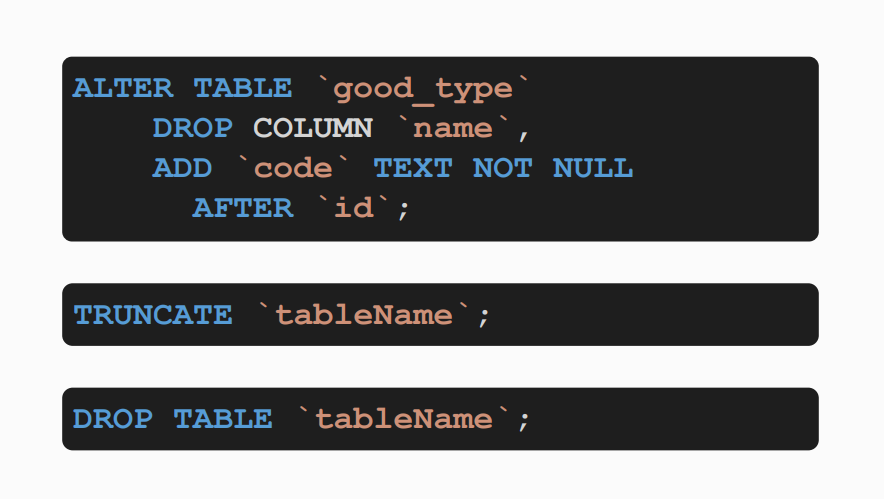 ALTER TABLE `good_type`
DROP COLUMN `name`,
ADD `code` TEXT NOT NULL
AFTER `id`;
TRUNCATE `tableName`;
DROP TABLE `tableName`;